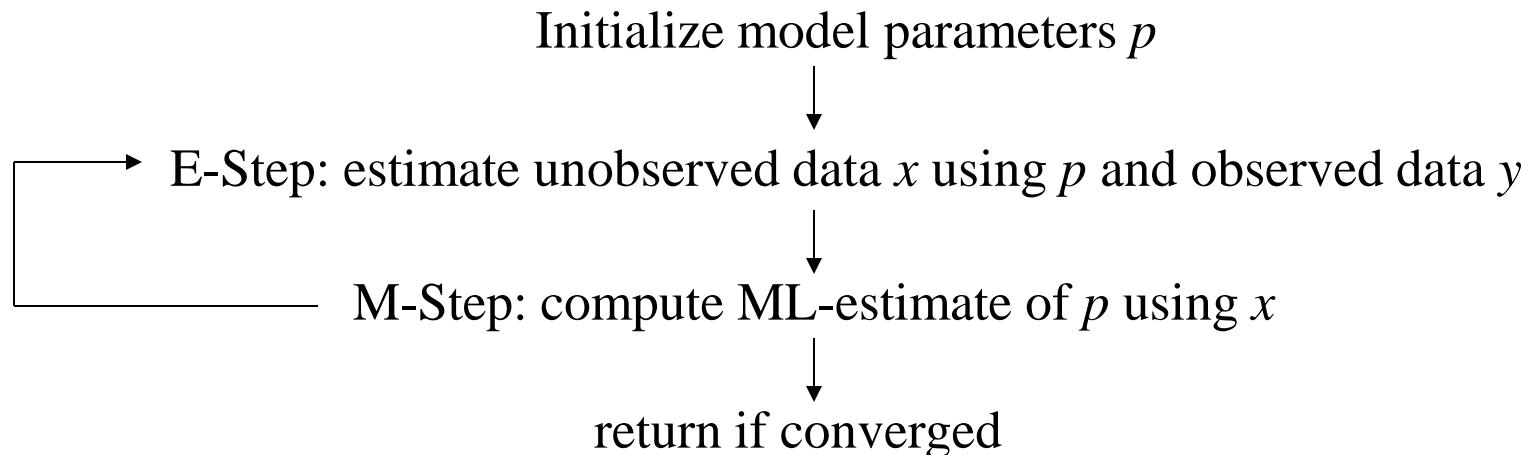 Initialize model parameters p
E-Step: estimate unobserved data x using p and observed data y
M-Step: compute ML-estimate of p using x
return if converged